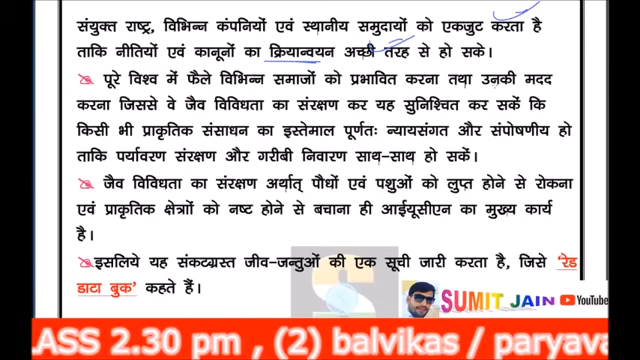 संयुक्त राष्ट्र, विभिन्न कंपनियों एवं स्थानीय समुदायों को एकजुट करता है
ताकि नीतियों एवं कानूनों का क्रियान्वयन अच्छी तरह से हो सके।
पूरे विश्व में फैले विभिन्न समाजों को प्रभावित करना तथा उनकी मदद
करना जिससे वे जैव विविधता का संरक्षण कर यह सुनिश्चित कर सकें कि
किसी भी प्राकृतिक संसाधन का इस्तेमाल पूर्णतः न्यायसंगत और संपोषणीय हो
ताकि पर्यावरण संरक्षण और गरीबी निवारण साथ-साथ हो सकें।
जैव विविधता का संरक्षण अर्थात् पौधों एवं पशुओं को लुप्त होने से रोकना
एवं प्राकृतिक क्षेत्राों को नष्ट होने से बचाना ही आईयूसीएन का मुख्य कार्य
है।
इसलिये यह संकटग्रस्त जीव-जन्तुओं की एक सूची जारी करता है, जिसे 'रेड
डाटा बुक' कहते हैं।
S
SUMIT JAIN YouTube
LASS 2.30 pm , (2) balvikas / paryava